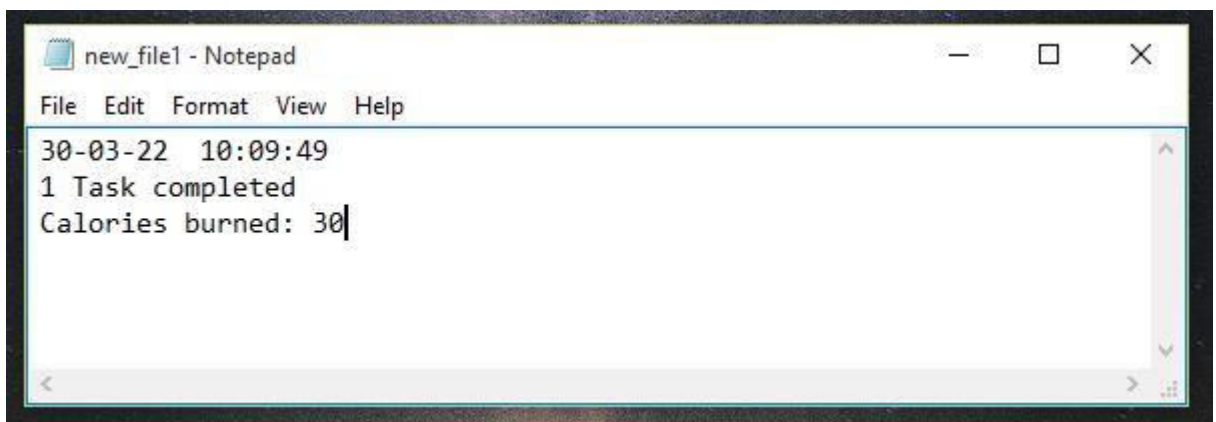 new_file1 - Notepad
File Edit Format View Help
30-03-22  10:09:49
1 Task completed
Calories burned: 30